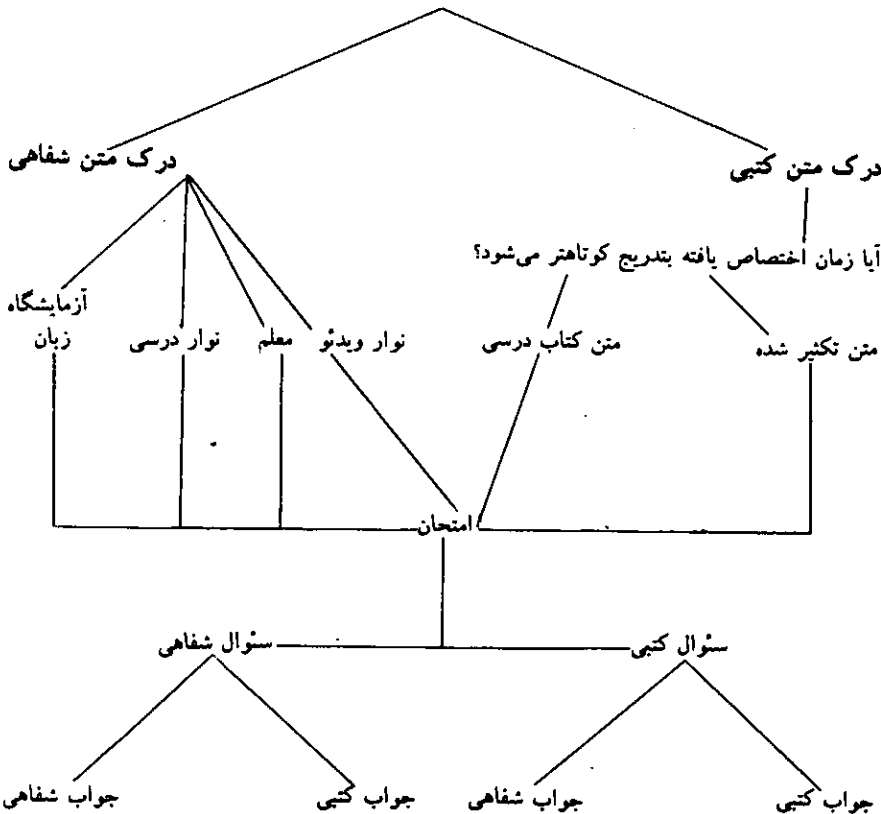 درک متن کتبی
درک متن شفاهی
آیا زمان اختصاص یافته بتدریج کوتاهتر می‌شود؟
آزمایشگاه
زبان
متن تکثیر شده
متن کتاب درسی
نوار ویدئو
معلم
نوار درسی
امتحان
سئوال کتبی
سئوال شفاهی
جواب کتبی
جواب شفاهی
جواب کتبی
جواب شفاهی